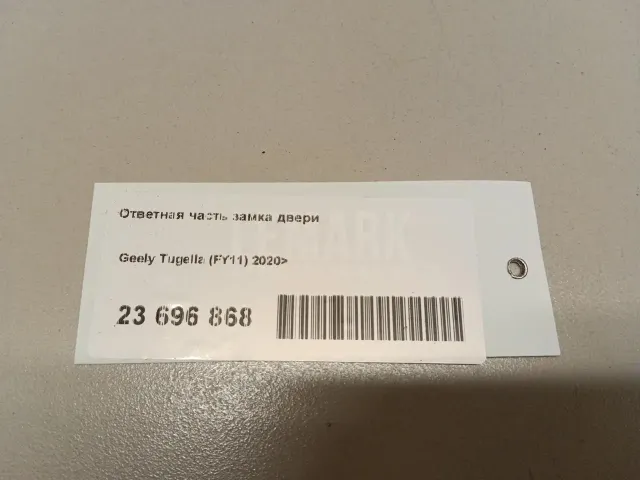 Ответная часть замка двери
Geely Tugella (FY11) 2020>
23 696 868